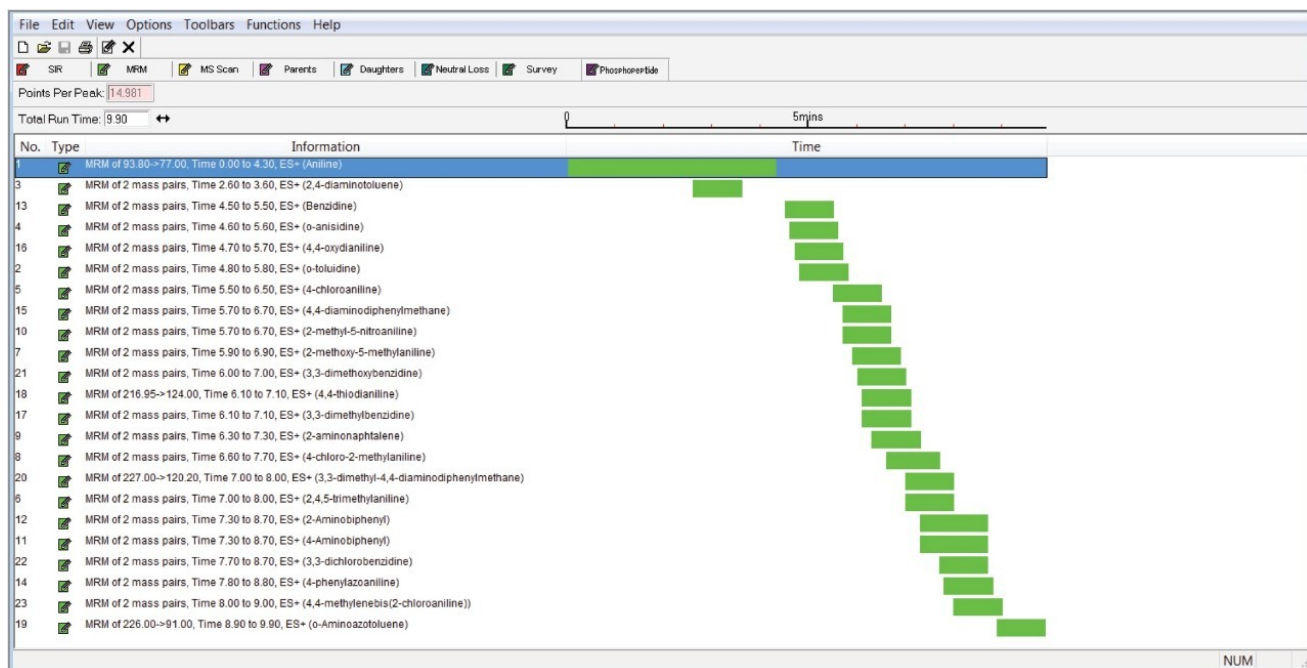 File Edit View Options Toolbars Functions Help
SIR MRM MS Scan Parents Daughters Neutral Loss Survey Phosphopeptide
Points Per Peak: 14.981
Total Run Time: 9.90 0 5mins
No. Type Information Time
1 MRM of 93.80->77.00, Time 0.00 to 4.30, ES+ (Aniline)
3 MRM of 2 mass pairs, Time 2.60 to 3.60, ES+ (2,4-diaminotoluene)
13 MRM of 2 mass pairs, Time 4.50 to 5.50, ES+ (Benzidine)
4 MRM of 2 mass pairs, Time 4.60 to 5.60, ES+ (o-anisidine)
16 MRM of 2 mass pairs, Time 4.70 to 5.70, ES+ (4,4-oxydianiline)
2 MRM of 2 mass pairs, Time 4.80 to 5.80, ES+ (o-toluidine)
5 MRM of 2 mass pairs, Time 5.50 to 6.50, ES+ (4-chloroaniline)
15 MRM of 2 mass pairs, Time 5.70 to 6.70, ES+ (4,4-diaminodiphenylmethane)
10 MRM of 2 mass pairs, Time 5.70 to 6.70, ES+ (2-methyl-5-nitroaniline)
7 MRM of 2 mass pairs, Time 5.90 to 6.90, ES+ (2-methoxy-5-methylaniline)
21 MRM of 2 mass pairs, Time 6.00 to 7.00, ES+ (3,3-dimethoxybenzidine)
18 MRM of 216.95->124.00, Time 6.10 to 7.10, ES+ (4,4-thiodianiline)
17 MRM of 2 mass pairs, Time 6.10 to 7.10, ES+ (3,3-dimethylbenzidine)
9 MRM of 2 mass pairs, Time 6.30 to 7.30, ES+ (2-aminonaphtalene)
8 MRM of 2 mass pairs, Time 6.60 to 7.70, ES+ (4-chloro-2-methylaniline)
20 MRM of 227.00->120.20, Time 7.00 to 8.00, ES+ (3,3-dimethyl-4,4-diaminodiphenylmethane)
6 MRM of 2 mass pairs, Time 7.00 to 8.00, ES+ (2,4,5-trimethylaniline)
12 MRM of 2 mass pairs, Time 7.30 to 8.70, ES+ (2-Aminobiphenyl)
11 MRM of 2 mass pairs, Time 7.30 to 8.70, ES+ (4-Aminobiphenyl)
22 MRM of 2 mass pairs, Time 7.70 to 8.70, ES+ (3,3-dichlorobenzidine)
14 MRM of 2 mass pairs, Time 7.80 to 8.80, ES+ (4-phenylazoaniline)
23 MRM of 2 mass pairs, Time 8.00 to 9.00, ES+ (4,4-methylenebis(2-chloroaniline))
19 MRM of 226.00->91.00, Time 8.90 to 9.90, ES+ (o-Aminoazotoluene)
NUM